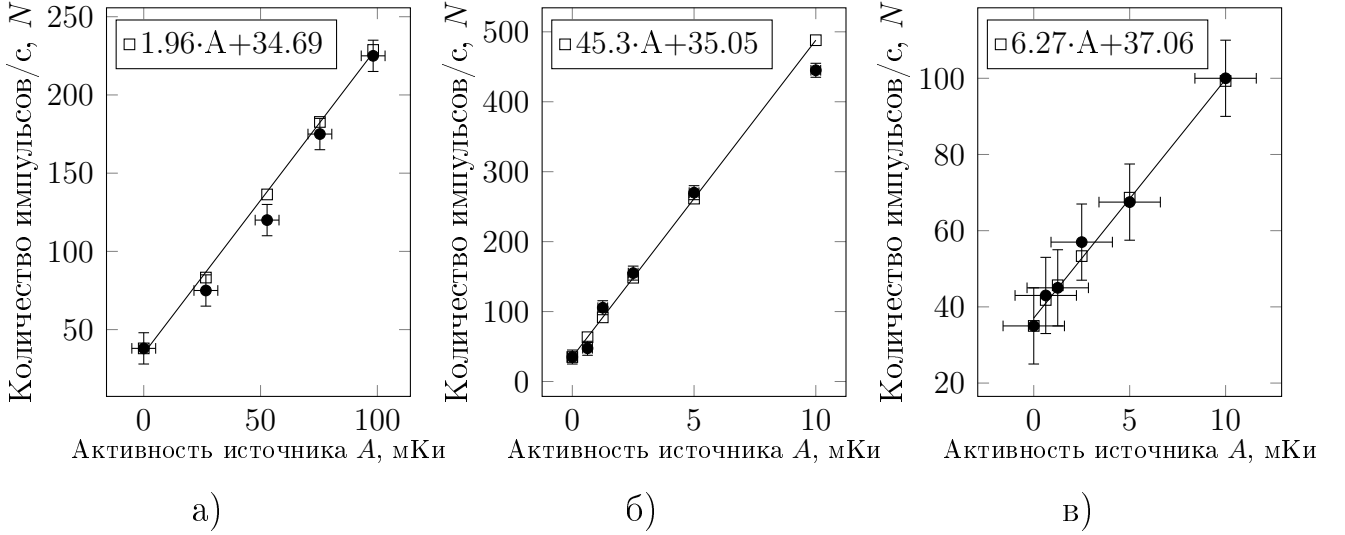 Количество импульсов/с, N
250
200
150
100
50
0
50
100
1.96·A+34.69
Активность источника A, мКи
а)
Количество импульсов/с, N
500
400
300
200
100
0
0
5
10
45.3·A+35.05
Активность источника A, мКи
б)
Количество импульсов/с, N
100
80
60
40
20
0
5
10
6.27·A+37.06
Активность источника A, мКи
в)